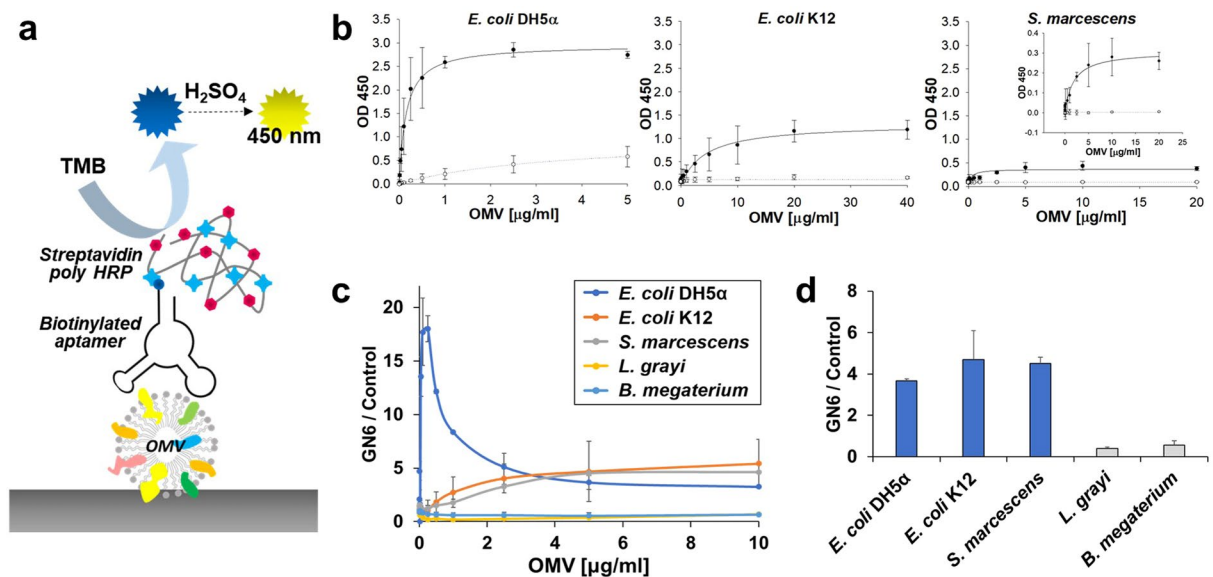 a
H₂SO₄
450 nm
TMB
Streptavidin
poly HRP
Biotinylated
aptamer
OMV
b
E. coli DH5α
OD 450
3.5
3.0
2.5
2.0
1.5
1.0
0.5
0.0
0
1
2
3
4
5
OMV [µg/ml]
E. coli K12
OD 450
3.5
3.0
2.5
2.0
1.5
1.0
0.5
0.0
0
10
20
30
40
OMV [µg/ml]
S. marcescens
OD 450
3.5
3.0
2.5
2.0
1.5
1.0
0.5
0.0
0
5
10
15
20
OMV [µg/ml]
OD 450
0.4
0.3
0.2
0.1
0.0
-0.1
0
5
10
15
20
25
OMV [µg/ml]
c
GN6 / Control
20
15
10
5
0
0
2
4
6
8
10
OMV [µg/ml]
E. coli DH5α
E. coli K12
S. marcescens
L. grayi
B. megaterium
d
GN6 / Control
8
6
4
2
0
E. coli DH5α
E. coli K12
S. marcescens
L. grayi
B. megaterium